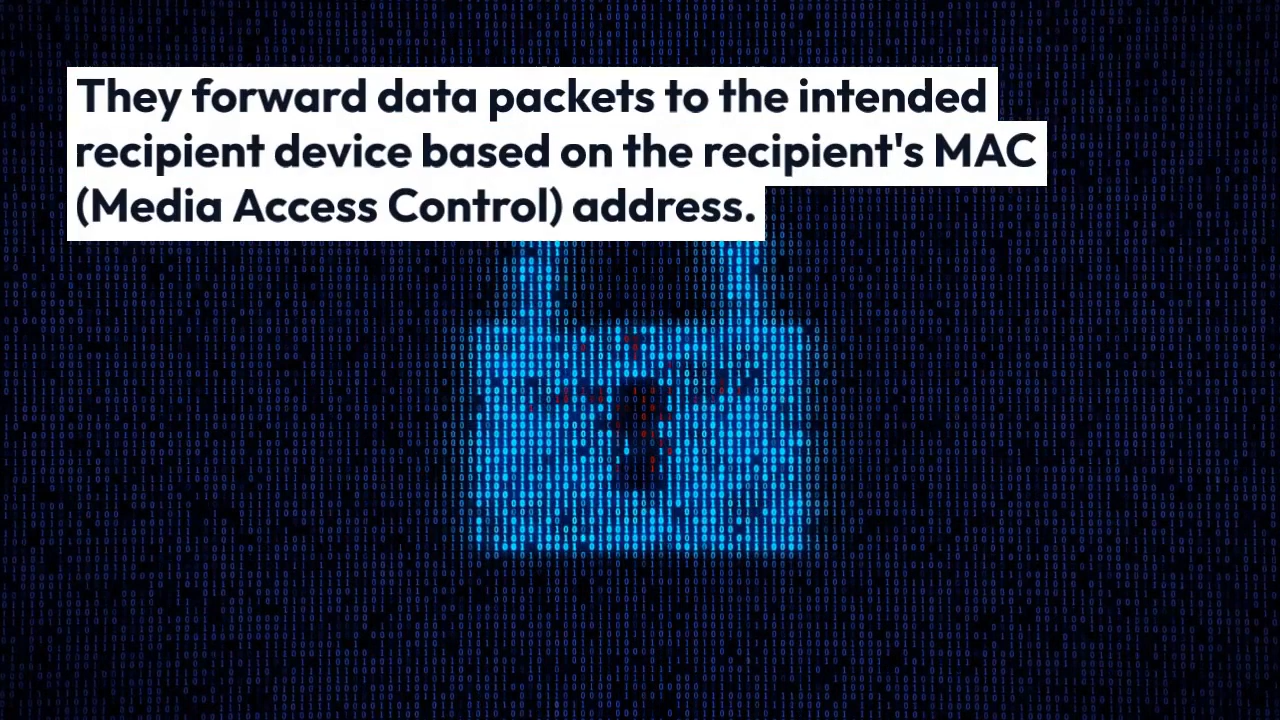 They forward data packets to the intended
recipient device based on the recipient's MAC
(Media Access Control) address.